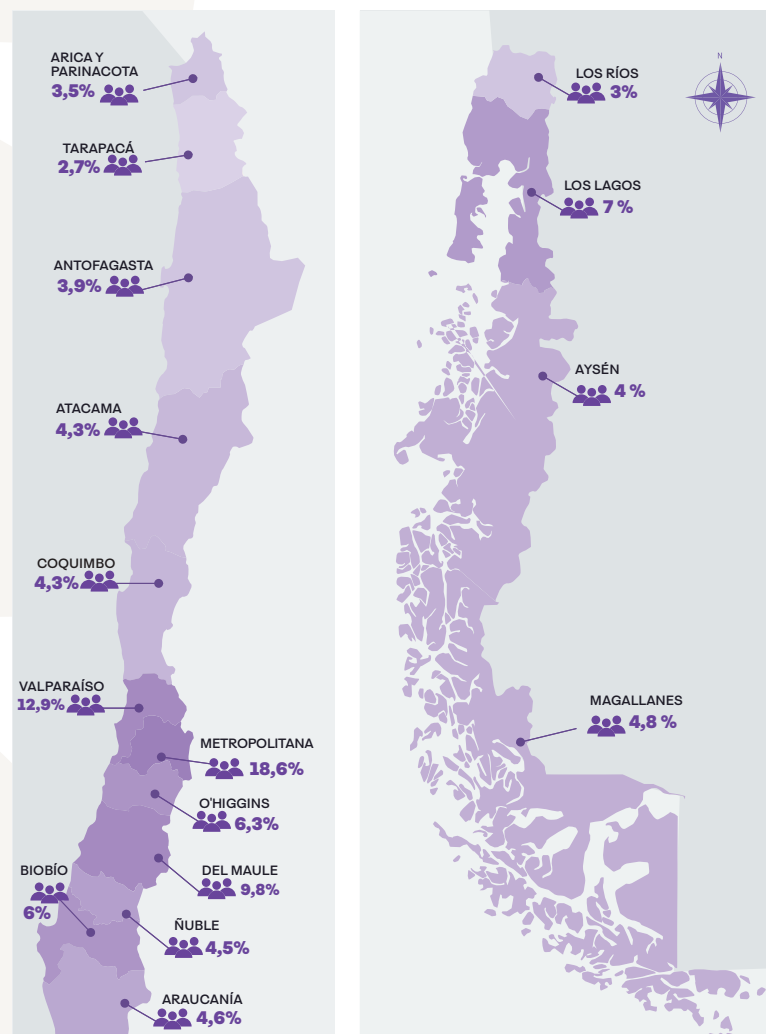 ARICA Y
PARINACOTA
3,5%
TARAPACÁ
2,7%
ANTOFAGASTA
3,9%
ATACAMA
4,3%
COQUIMBO
4,3%
VALPARAÍSO
12,9%
METROPOLITANA
18,6%
O'HIGGINS
6,3%
DEL MAULE
9,8%
BIOBÍO
6%
ÑUBLE
4,5%
ARAUCANÍA
4,6%
N
LOS RÍOS
3%
LOS LAGOS
7 %
AYSÉN
4 %
MAGALLANES
4,8 %